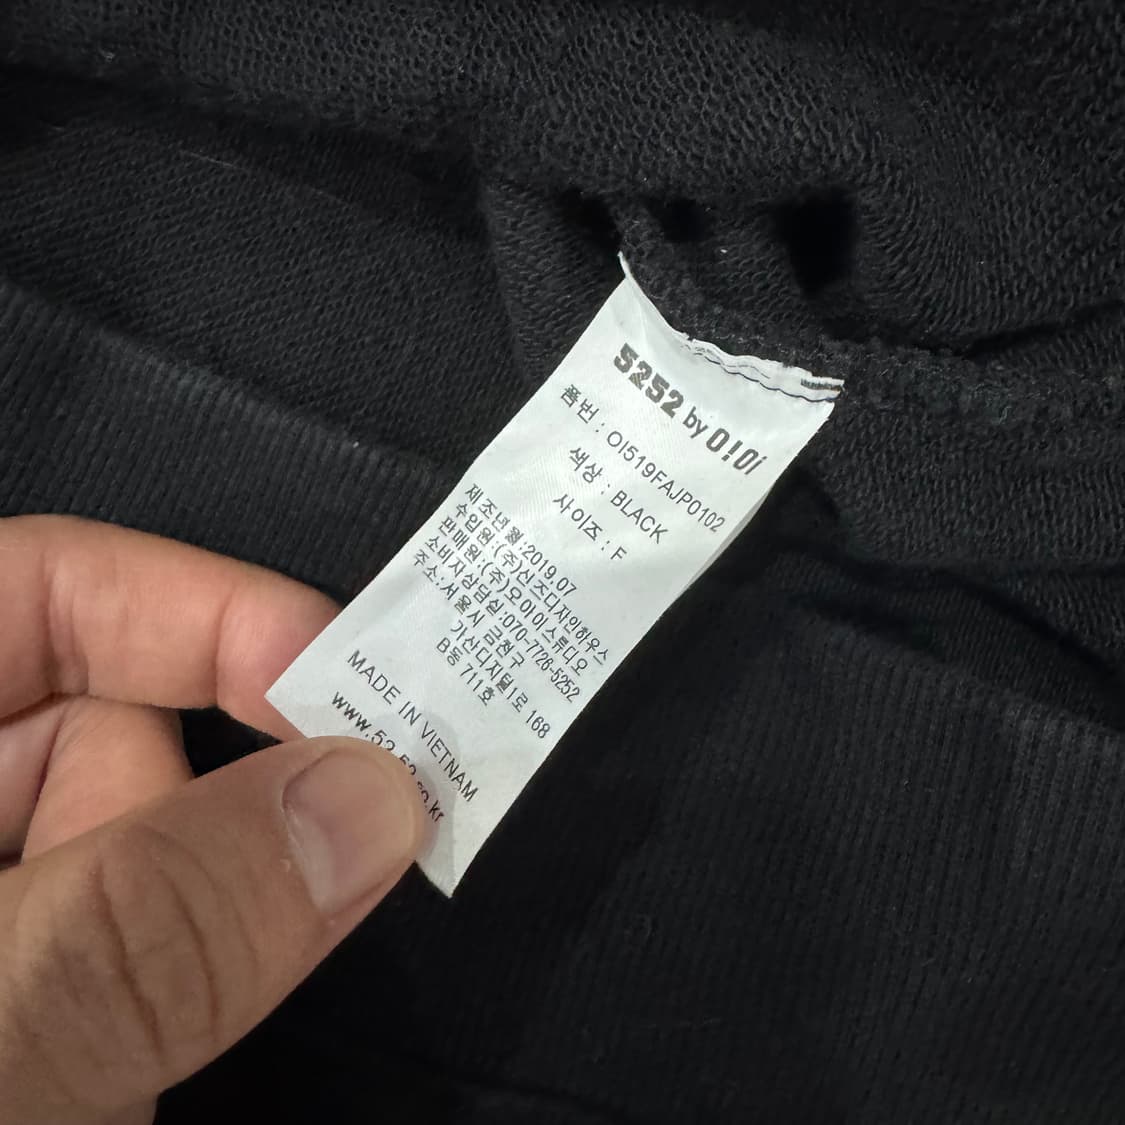 5252 by O!Oi
품번 : OI519FAJP0102
색상 : BLACK
사이즈 : F
제조년월:2019.07
수입원:(주)신즈디자인하우스
판매원:(주)오아이스튜디오
소비자상담실:070-7726-5252
주소:서울시 금천구
가산디지털1로 168
B동 711호
MADE IN VIETNAM